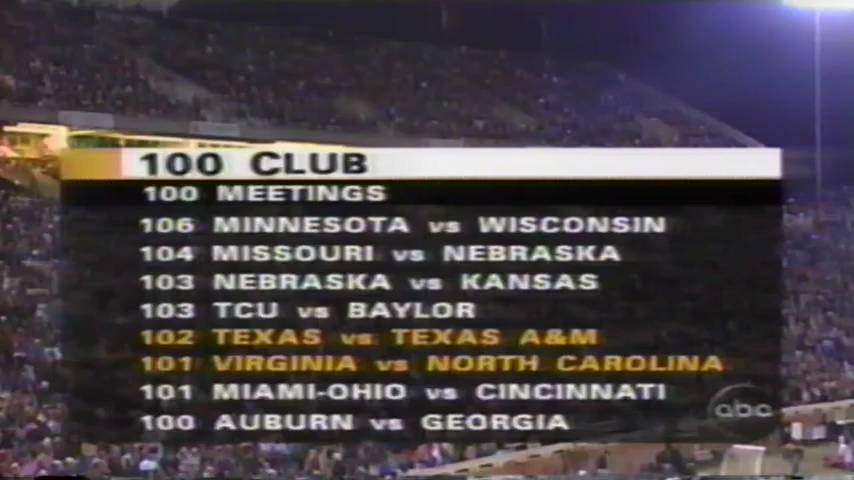 100 CLUB
100 MEETINGS
106 MINNESOTA vs WISCONSIN
104 MISSOURI vs NEBRASKA
103 NEBRASKA vs KANSAS
103 TCU vs BAYLOR
102 TEXAS vs TEXAS A&M
101 VIRGINIA vs NORTH CAROLINA
101 MIAMI-OHIO vs CINCINNATI
100 AUBURN vs GEORGIA
abc